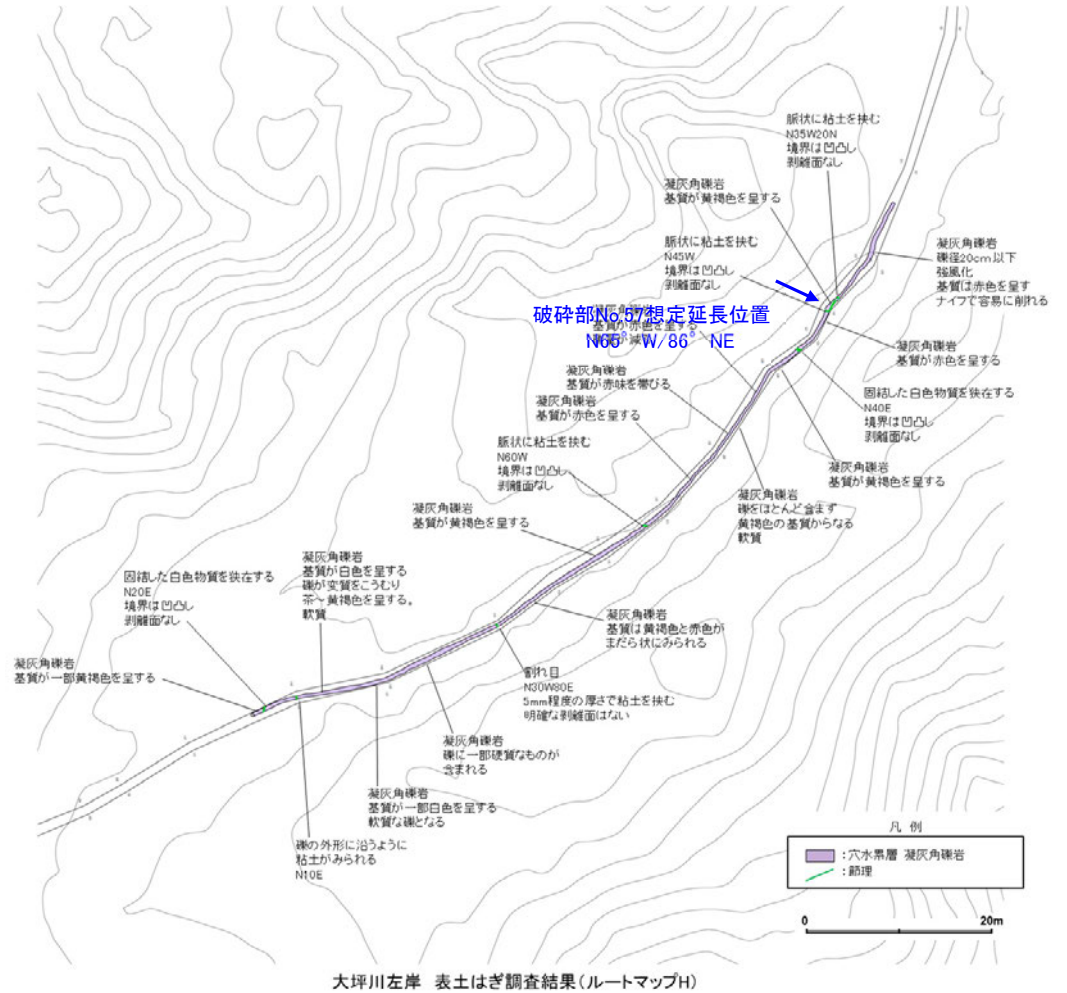 脈状に粘土を挟む
N35W20N
境界は凹凸し
剥離面なし
凝灰角礫岩
基質が黄褐色を呈する
脈状に粘土を挟む
N45W
境界は凹凸し
剥離面なし
凝灰角礫岩
礫径20cm以下
強風化
基質は赤色を呈す
ナイフで容易に削れる
破砕部No.57想定延長位置
N66°W/86°NE
凝灰角礫岩
基質が赤色を呈する
凝灰角礫岩
基質が赤色を呈する
凝灰角礫岩
基質が赤味を帯びる
凝灰角礫岩
基質が赤色を呈する
固結した白色物質を狭在する
N40E
境界は凹凸し
剥離面なし
脈状に粘土を挟む
N60W
境界は凹凸し
剥離面なし
凝灰角礫岩
基質が黄褐色を呈する
凝灰角礫岩
礫をほとんど含まず
黄褐色の基質からなる
軟質
凝灰角礫岩
基質が黄褐色を呈する
凝灰角礫岩
基質が白色を呈する
礫が変質をこうむり
茶～黄褐色を呈する。
軟質
固結した白色物質を狭在する
N20E
境界は凹凸し
剥離面なし
凝灰角礫岩
基質は黄褐色と赤色が
まだら状にみられる
凝灰角礫岩
基質が一部黄褐色を呈する
割れ目
N30W80E
5mm程度の厚さで粘土を挟む
明確な剥離面はない
凝灰角礫岩
礫に一部硬質なものが
含まれる
凝灰角礫岩
基質が一部白色を呈する
軟質な礫となる
礫の外形に沿うように
粘土がみられる
N10E
凡 例
：穴水累層 凝灰角礫岩
：節理
0 20m
大坪川左岸 表土はぎ調査結果（ルートマップH）